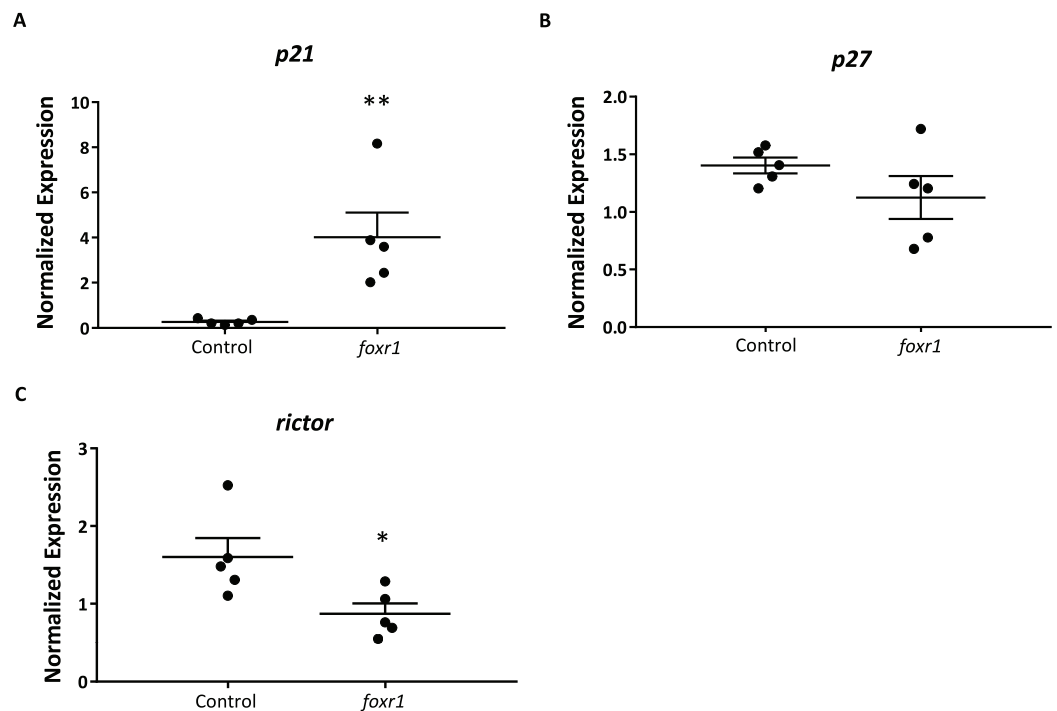 A
p21
Normalized Expression
10
8
6
4
2
0
**
Control
foxr1
B
p27
Normalized Expression
2.0
1.5
1.0
0.5
0.0
Control
foxr1
C
rictor
Normalized Expression
3
2
1
0
*
Control
foxr1